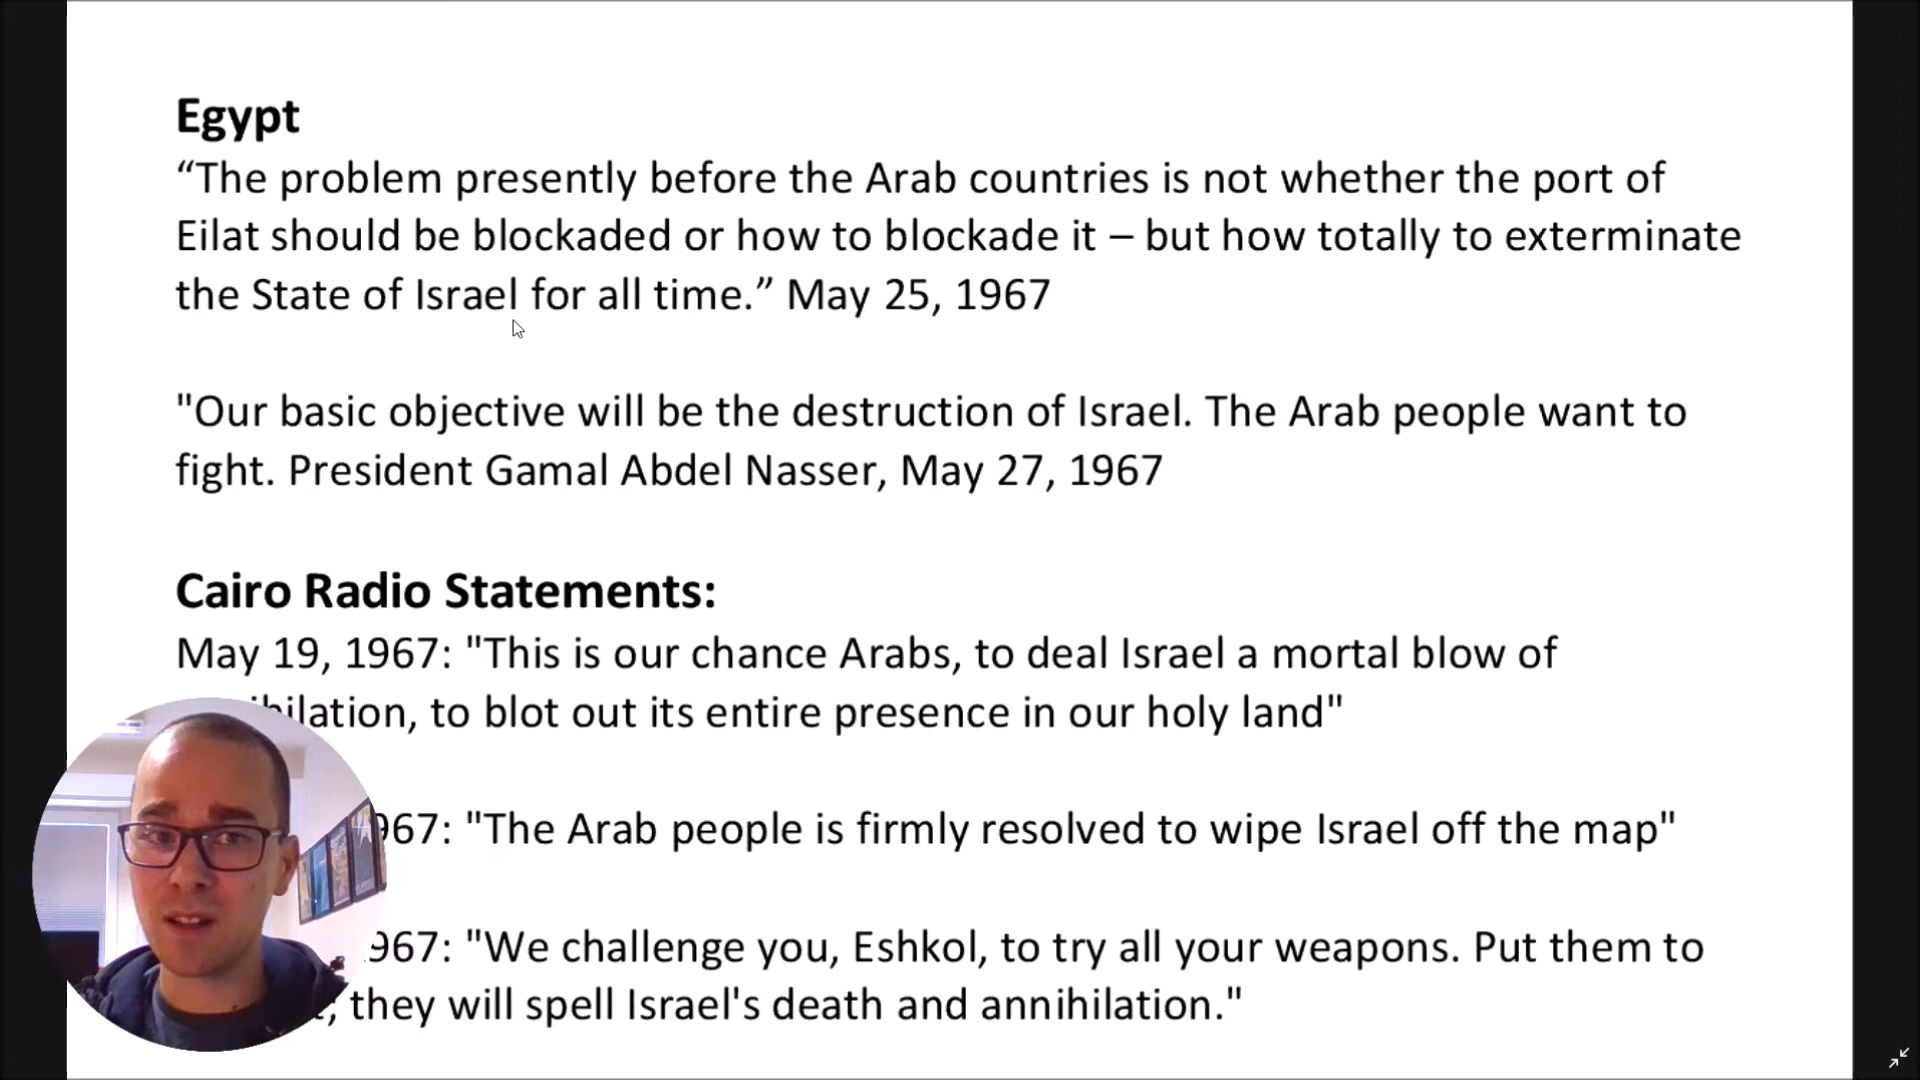 Egypt
“The problem presently before the Arab countries is not whether the port of
Eilat should be blockaded or how to blockade it – but how totally to exterminate
the State of Israel for all time.” May 25, 1967
"Our basic objective will be the destruction of Israel. The Arab people want to
fight. President Gamal Abdel Nasser, May 27, 1967
Cairo Radio Statements:
May 19, 1967: "This is our chance Arabs, to deal Israel a mortal blow of
to blot out its entire presence in our holy land"
"The Arab people is firmly resolved to wipe Israel off the map"
"We challenge you, Eshkol, to try all your weapons. Put them to
they will spell Israel's death and annihilation."